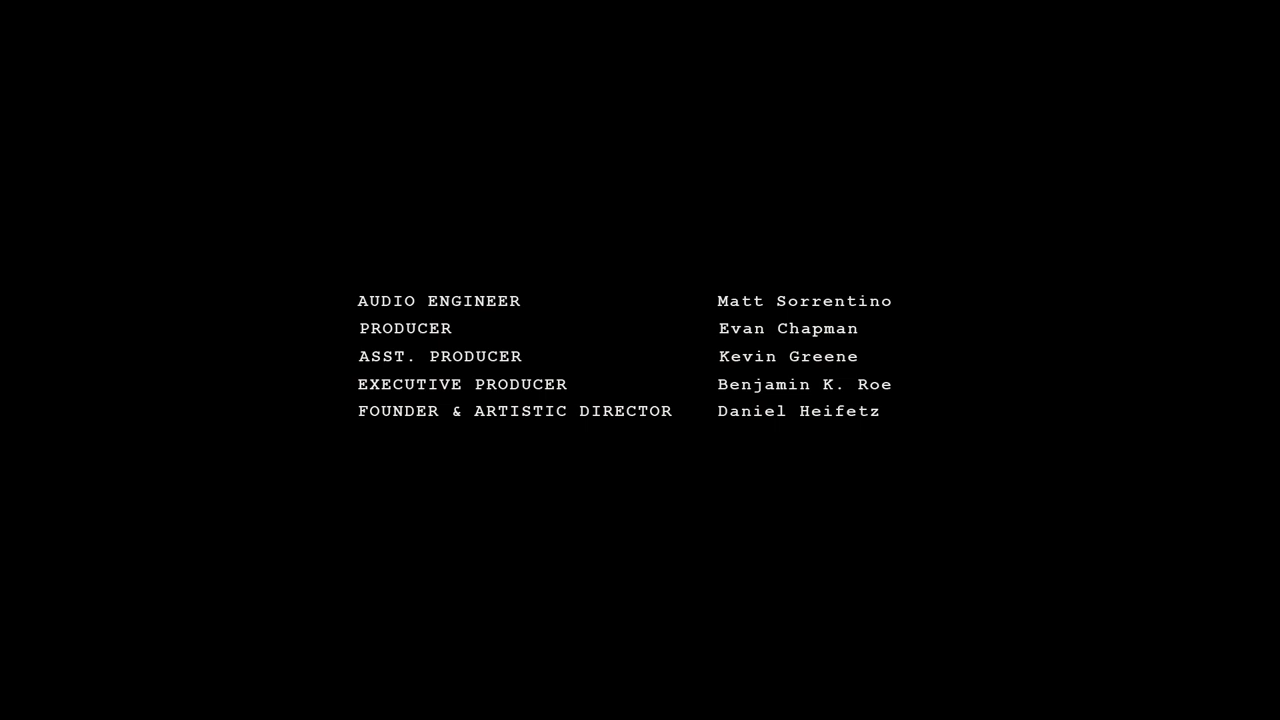 AUDIO ENGINEER Matt Sorrentino
PRODUCER Evan Chapman
ASST. PRODUCER Kevin Greene
EXECUTIVE PRODUCER Benjamin K. Roe
FOUNDER & ARTISTIC DIRECTOR Daniel Heifetz